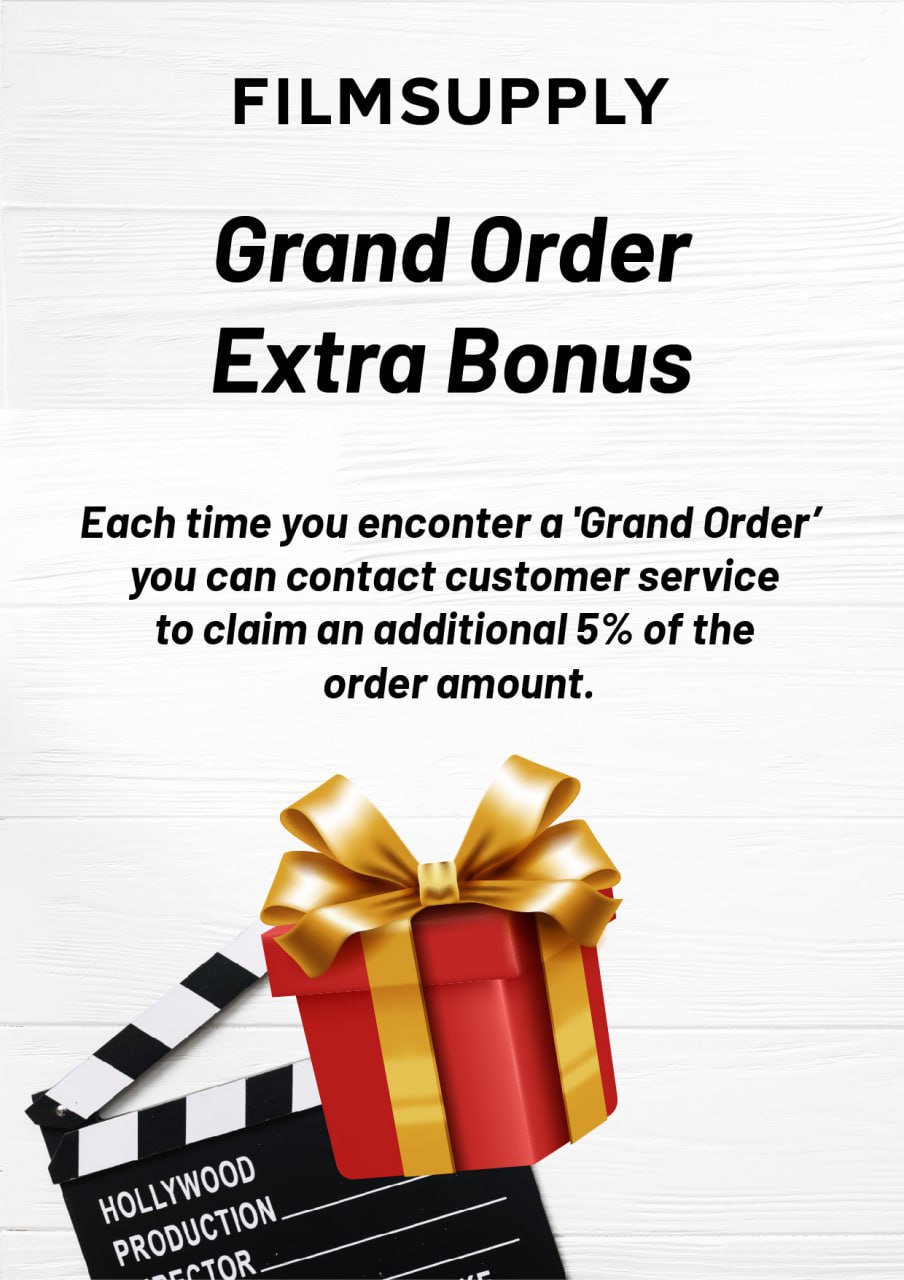 FILMSUPPLY
Grand Order
Extra Bonus
Each time you enconter a 'Grand Order’
you can contact customer service
to claim an additional 5% of the
order amount.
HOLLYWOOD
PRODUCTION